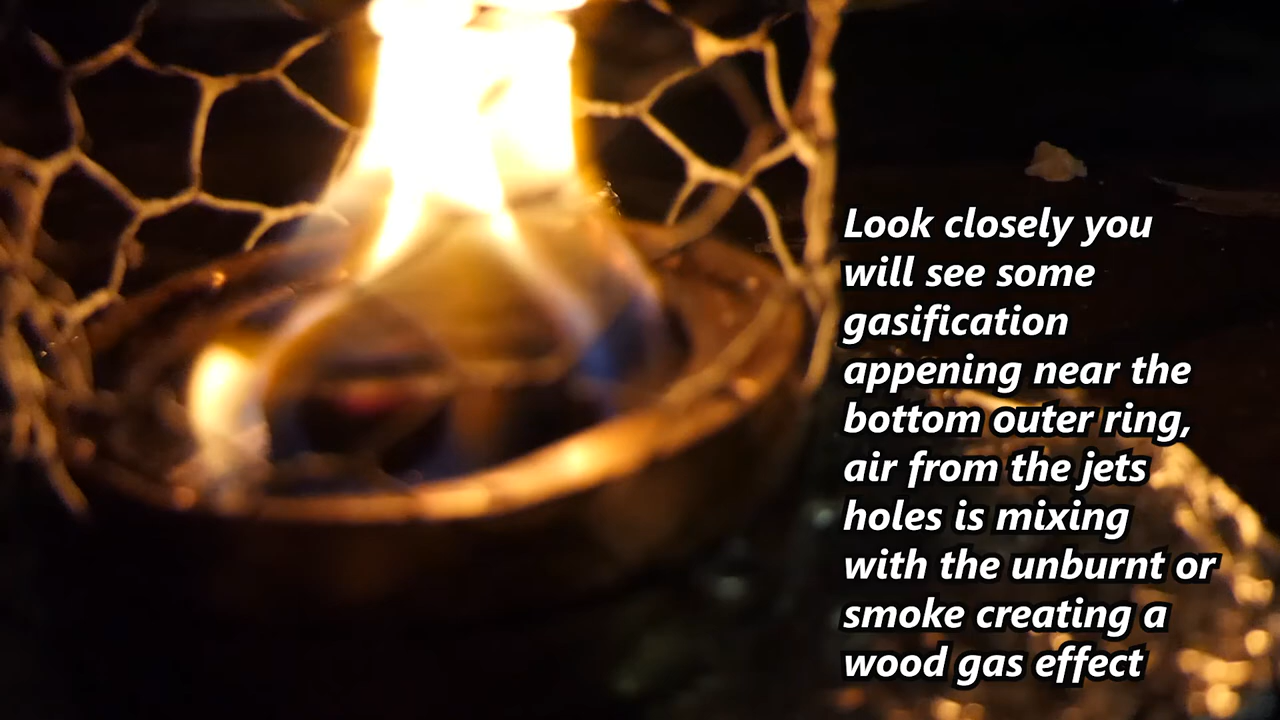 Look closely you
will see some
gasification
appening near the
bottom outer ring,
air from the jets
holes is mixing
with the unburnt or
smoke creating a
wood gas effect